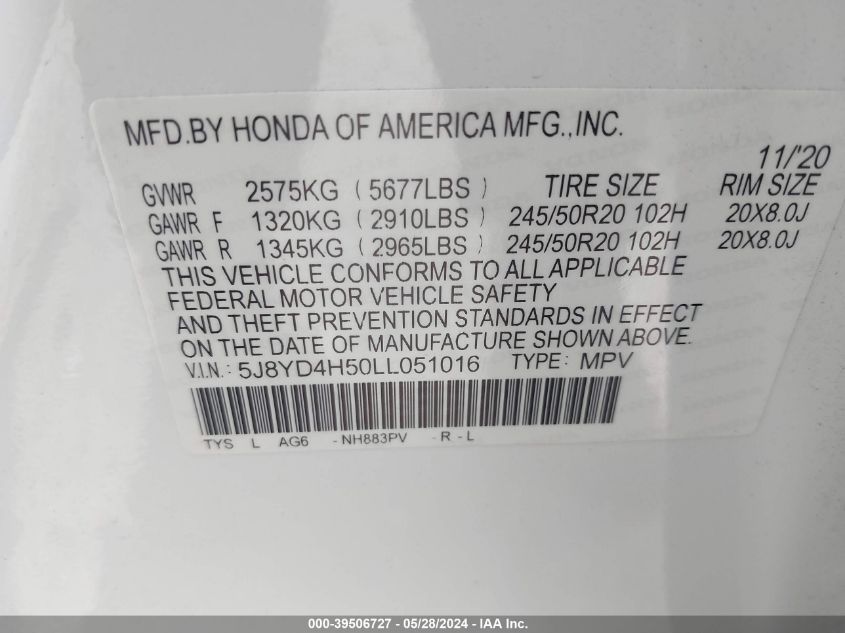 MFD.BY HONDA OF AMERICA MFG.,INC.
11/'20
GVWR 2575KG ( 5677LBS ) TIRE SIZE RIM SIZE
GAWR F 1320KG ( 2910LBS ) 245/50R20 102H 20X8.0J
GAWR R 1345KG ( 2965LBS ) 245/50R20 102H 20X8.0J
THIS VEHICLE CONFORMS TO ALL APPLICABLE
FEDERAL MOTOR VEHICLE SAFETY
AND THEFT PREVENTION STANDARDS IN EFFECT
ON THE DATE OF MANUFACTURE SHOWN ABOVE.
V.I.N.: 5J8YD4H50LL051016 TYPE: MPV
TYS L AG6 -NH883PV -R-L
000-39506727 - 05/28/2024 - IAA Inc.